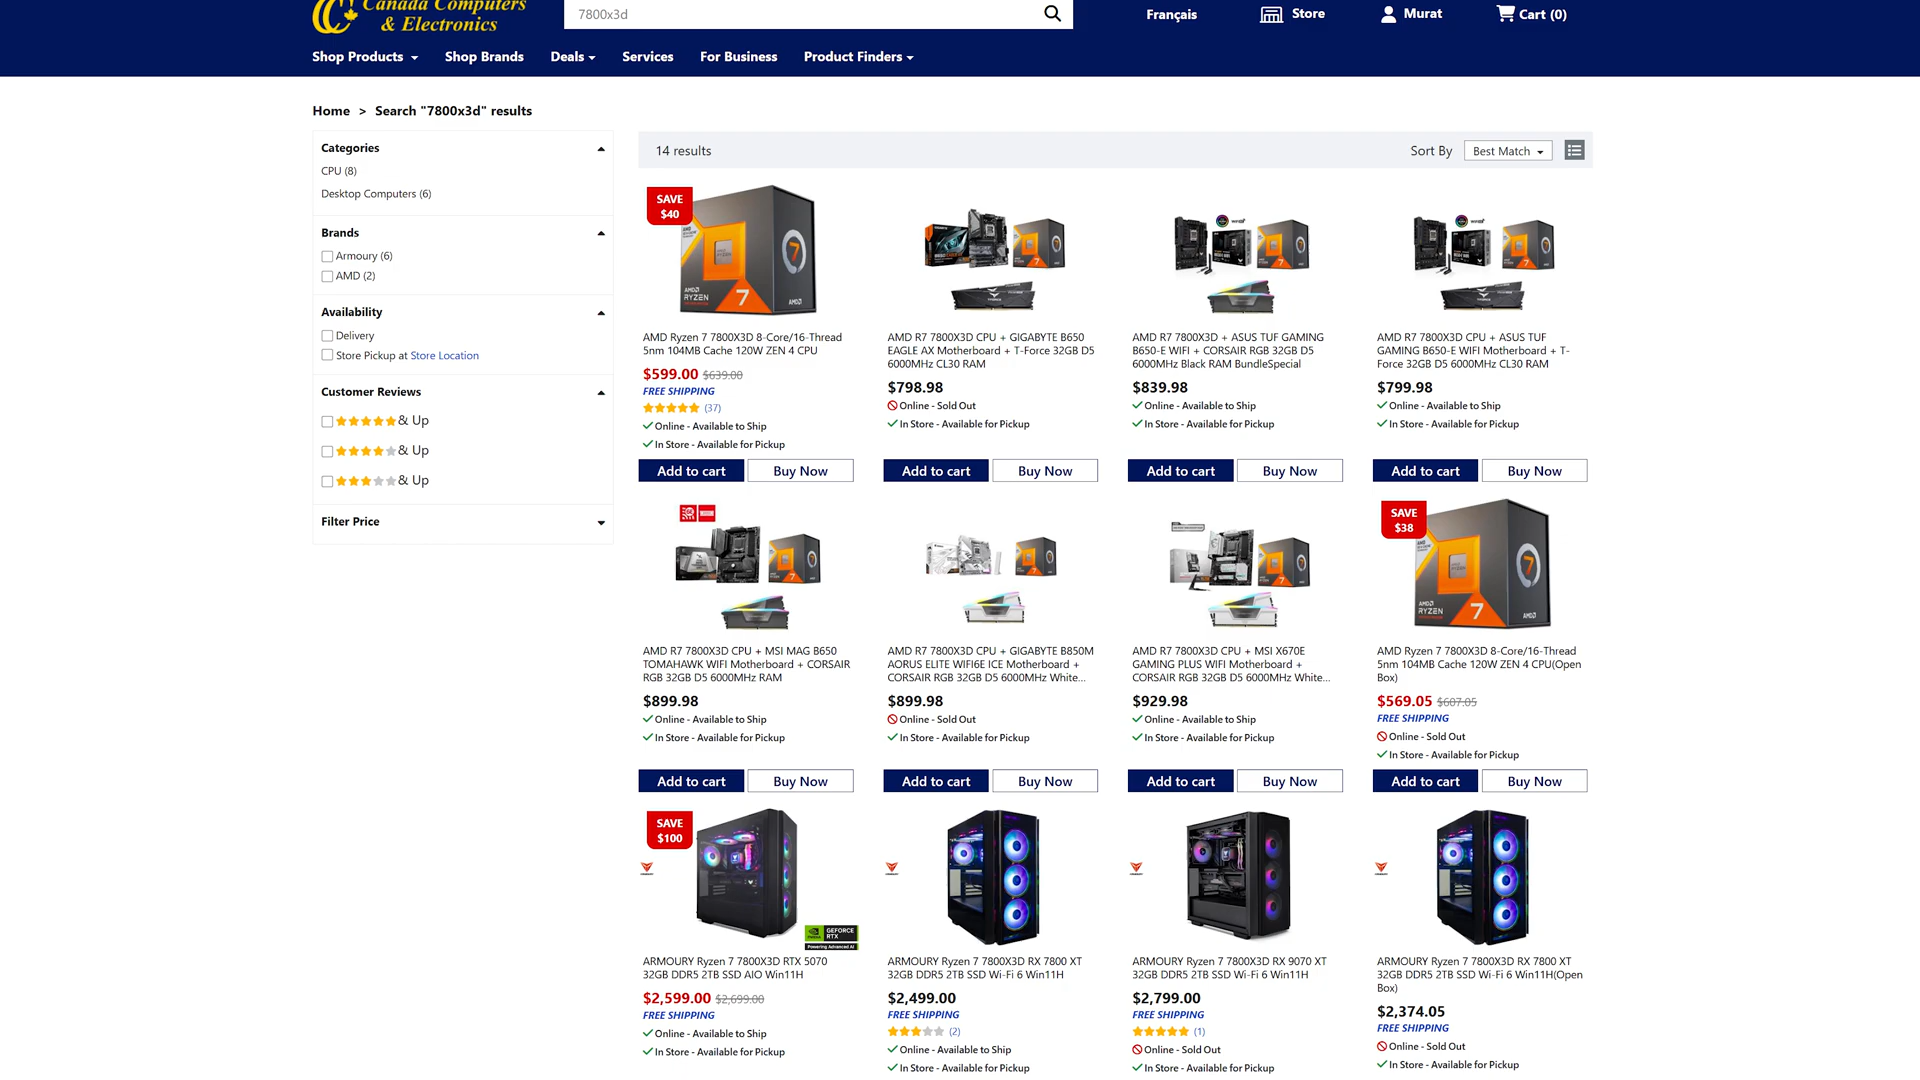 Canada Computers
& Electronics
7800x3d
Français
Store
Murat
Cart (0)
Shop Products
Shop Brands
Deals
Services
For Business
Product Finders
Home > Search "7800x3d" results
Categories
CPU (8)
Desktop Computers (6)
Brands
Armoury (6)
AMD (2)
Availability
Delivery
Store Pickup at Store Location
Customer Reviews
& Up
& Up
& Up
Filter Price
14 results
Sort By
Best Match
SAVE
$40
AMD
RYZEN
7
AMD Ryzen 7 7800X3D 8-Core/16-Thread
5nm 104MB Cache 120W ZEN 4 CPU
$599.00 $639.00
FREE SHIPPING
(37)
Online - Available to Ship
In Store - Available for Pickup
Add to cart
Buy Now
AMD R7 7800X3D CPU + GIGABYTE B650
EAGLE AX Motherboard + T-Force 32GB D5
6000MHz CL30 RAM
$798.98
Online - Sold Out
In Store - Available for Pickup
Add to cart
Buy Now
AMD R7 7800X3D + ASUS TUF GAMING
B650-E WIFI + CORSAIR RGB 32GB D5
6000MHz Black RAM BundleSpecial
$839.98
Online - Available to Ship
In Store - Available for Pickup
Add to cart
Buy Now
AMD R7 7800X3D CPU + ASUS TUF
GAMING B650-E WIFI Motherboard + T-
Force 32GB D5 6000MHz CL30 RAM
$799.98
Online - Available to Ship
In Store - Available for Pickup
Add to cart
Buy Now
AMD R7 7800X3D CPU + MSI MAG B650
TOMAHAWK WIFI Motherboard + CORSAIR
RGB 32GB D5 6000MHz RAM
$899.98
Online - Available to Ship
In Store - Available for Pickup
Add to cart
Buy Now
AMD R7 7800X3D CPU + GIGABYTE B850M
AORUS ELITE WIFI6E ICE Motherboard +
CORSAIR RGB 32GB D5 6000MHz White...
$899.98
Online - Sold Out
In Store - Available for Pickup
Add to cart
Buy Now
AMD R7 7800X3D CPU + MSI X670E
GAMING PLUS WIFI Motherboard +
CORSAIR RGB 32GB D5 6000MHz White...
$929.98
Online - Available to Ship
In Store - Available for Pickup
Add to cart
Buy Now
SAVE
$38
AMD
RYZEN
7
AMD Ryzen 7 7800X3D 8-Core/16-Thread
5nm 104MB Cache 120W ZEN 4 CPU(Open
Box)
$569.05 $607.05
FREE SHIPPING
Online - Sold Out
In Store - Available for Pickup
Add to cart
Buy Now
SAVE
$100
GEFORCE
RTX
Powering Advanced AI
ARMOURY Ryzen 7 7800X3D RTX 5070
32GB DDR5 2TB SSD AIO Win11H
$2,599.00 $2,699.00
FREE SHIPPING
Online - Available to Ship
In Store - Available for Pickup
ARMOURY Ryzen 7 7800X3D RX 7800 XT
32GB DDR5 2TB SSD Wi-Fi 6 Win11H
$2,499.00
FREE SHIPPING
(2)
Online - Available to Ship
In Store - Available for Pickup
ARMOURY Ryzen 7 7800X3D RX 9070 XT
32GB DDR5 2TB SSD Wi-Fi 6 Win11H
$2,799.00
FREE SHIPPING
(1)
Online - Sold Out
In Store - Available for Pickup
ARMOURY Ryzen 7 7800X3D RX 7800 XT
32GB DDR5 2TB SSD Wi-Fi 6 Win11H(Open
Box)
$2,374.05
FREE SHIPPING
Online - Sold Out
In Store - Available for Pickup